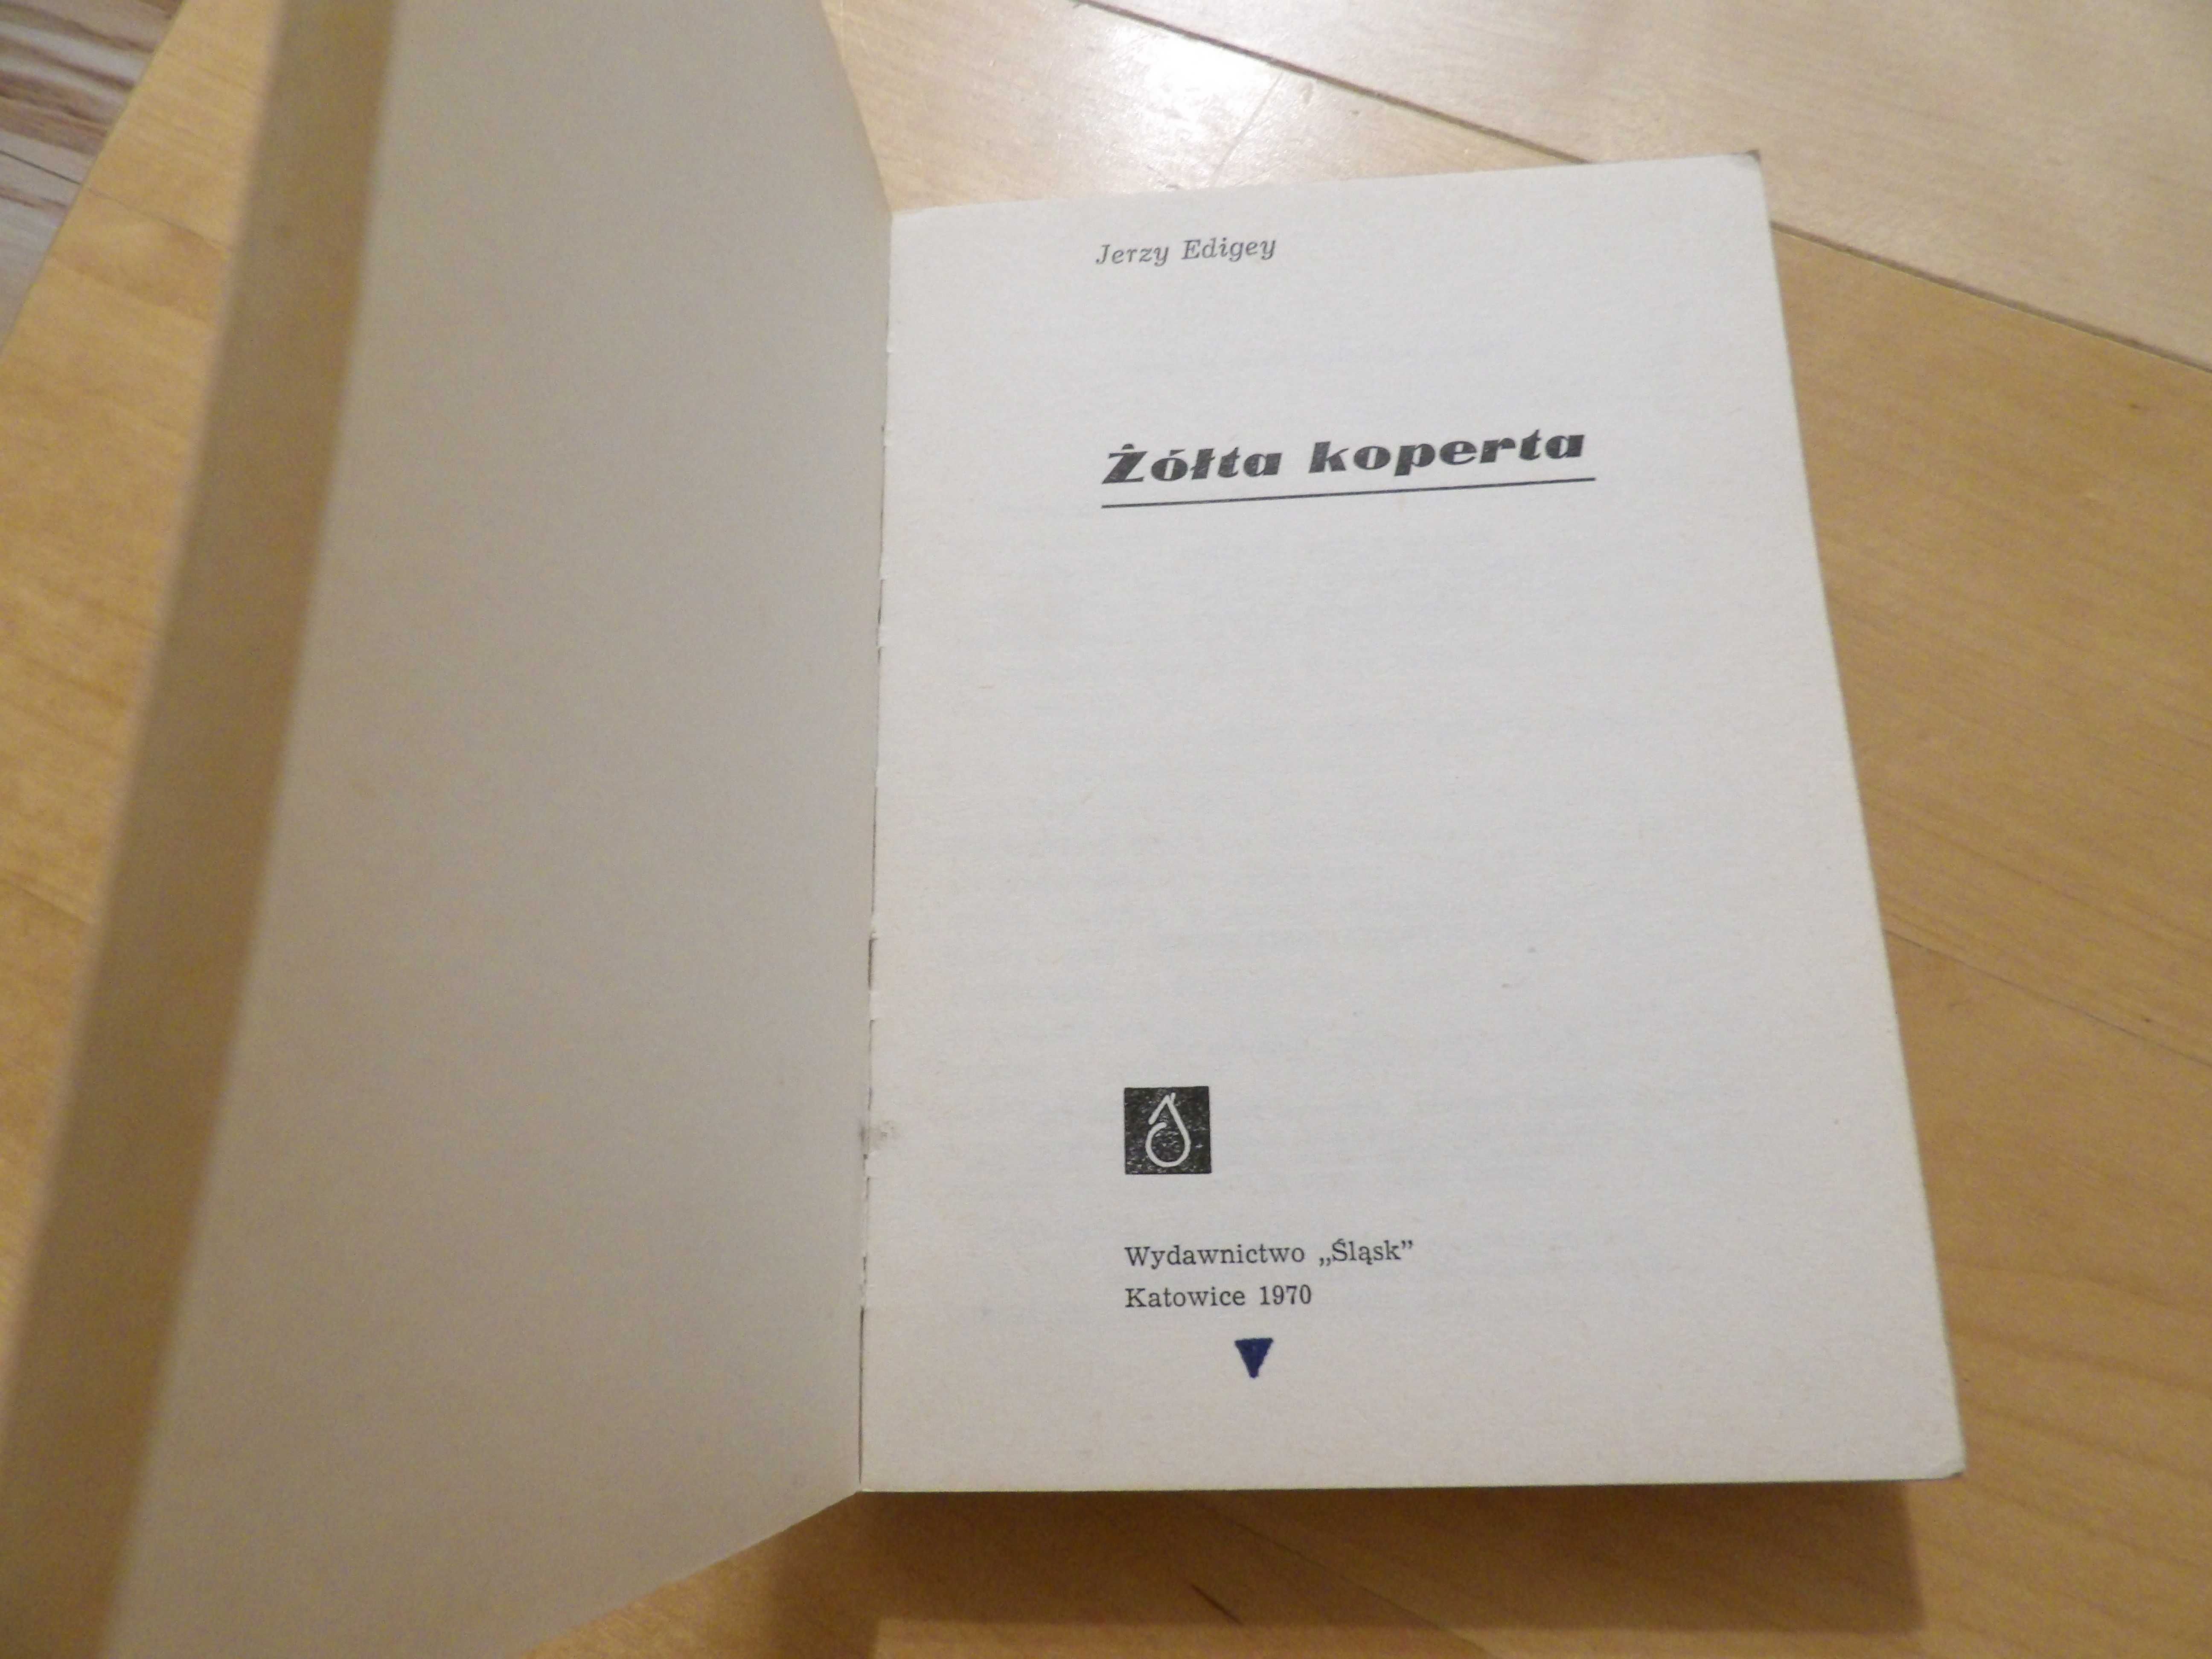 Jerzy Edigey
Żółta koperta
Wydawnictwo „Śląsk”
Katowice 1970